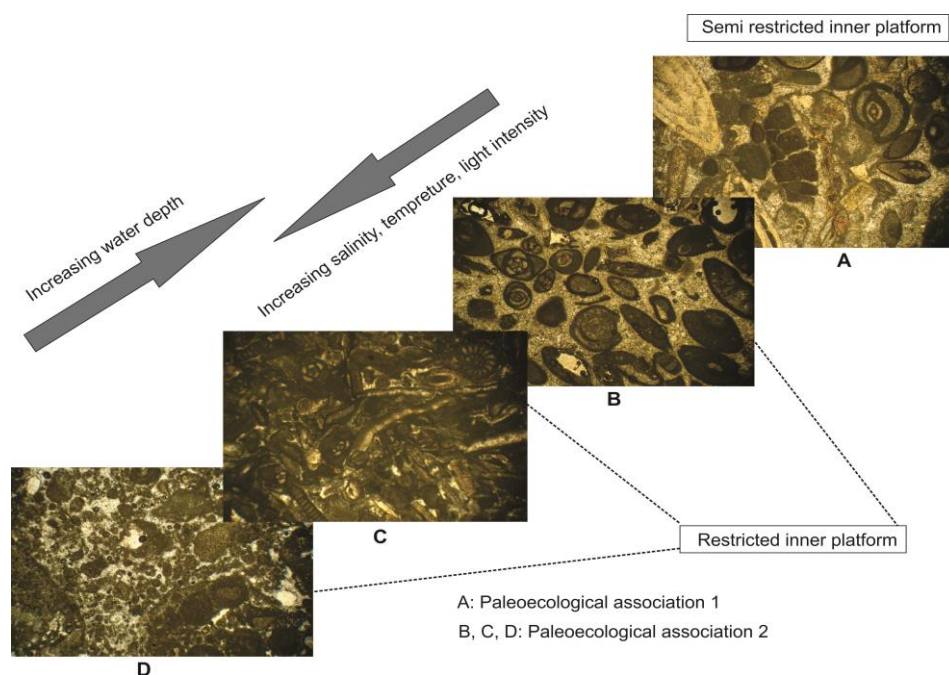 Semi restricted inner platform
A
Increasing water depth
Increasing salinity, tempreture, light intensity
B
C
Restricted inner platform
A: Paleoecological association 1
B, C, D: Paleoecological association 2
D